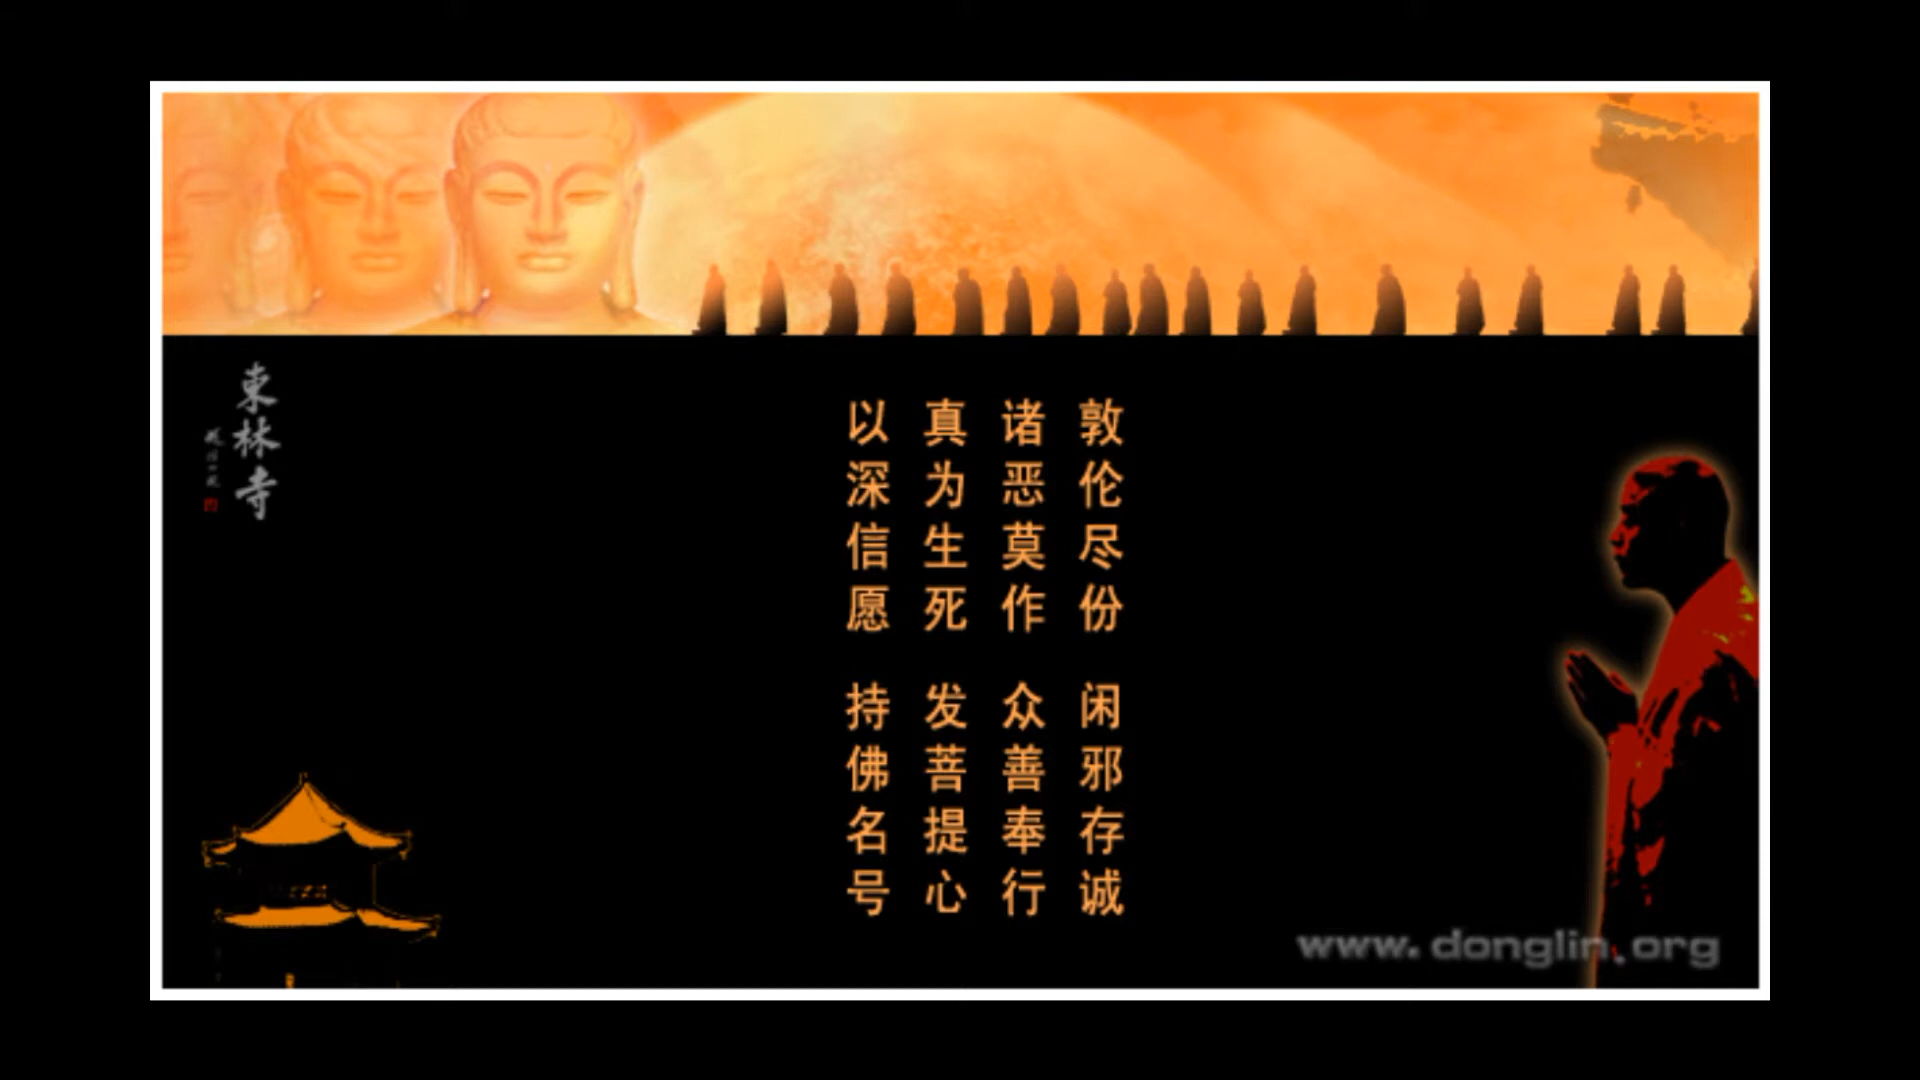 敦伦尽份 闲邪存诚
诸恶莫作 众善奉行
真为生死 发菩提心
以深信愿 持佛名号
東林寺
www.donglin.org